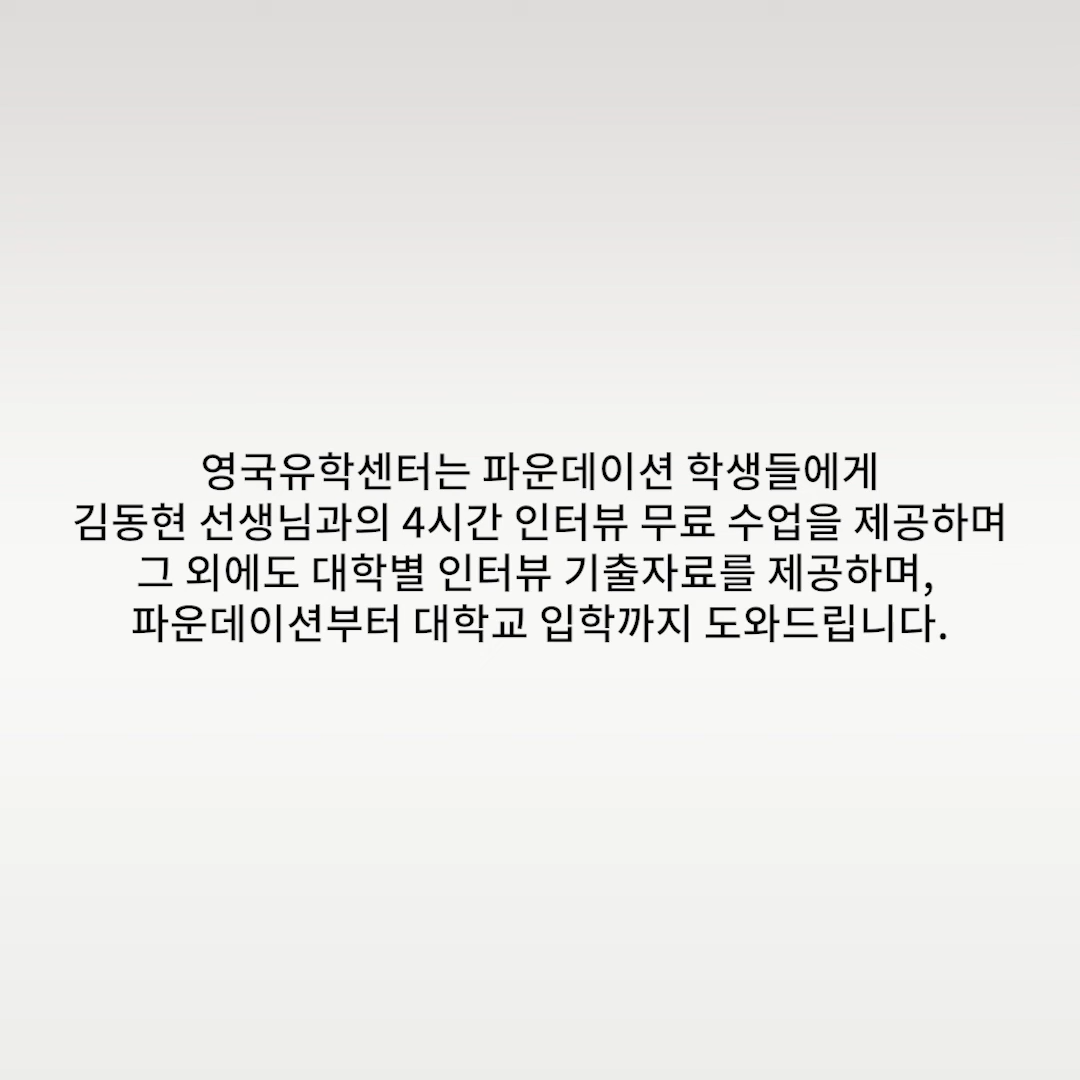 영국유학센터는 파운데이션 학생들에게
김동현 선생님과의 4시간 인터뷰 무료 수업을 제공하며
그 외에도 대학별 인터뷰 기출자료를 제공하며,
파운데이션부터 대학교 입학까지 도와드립니다.